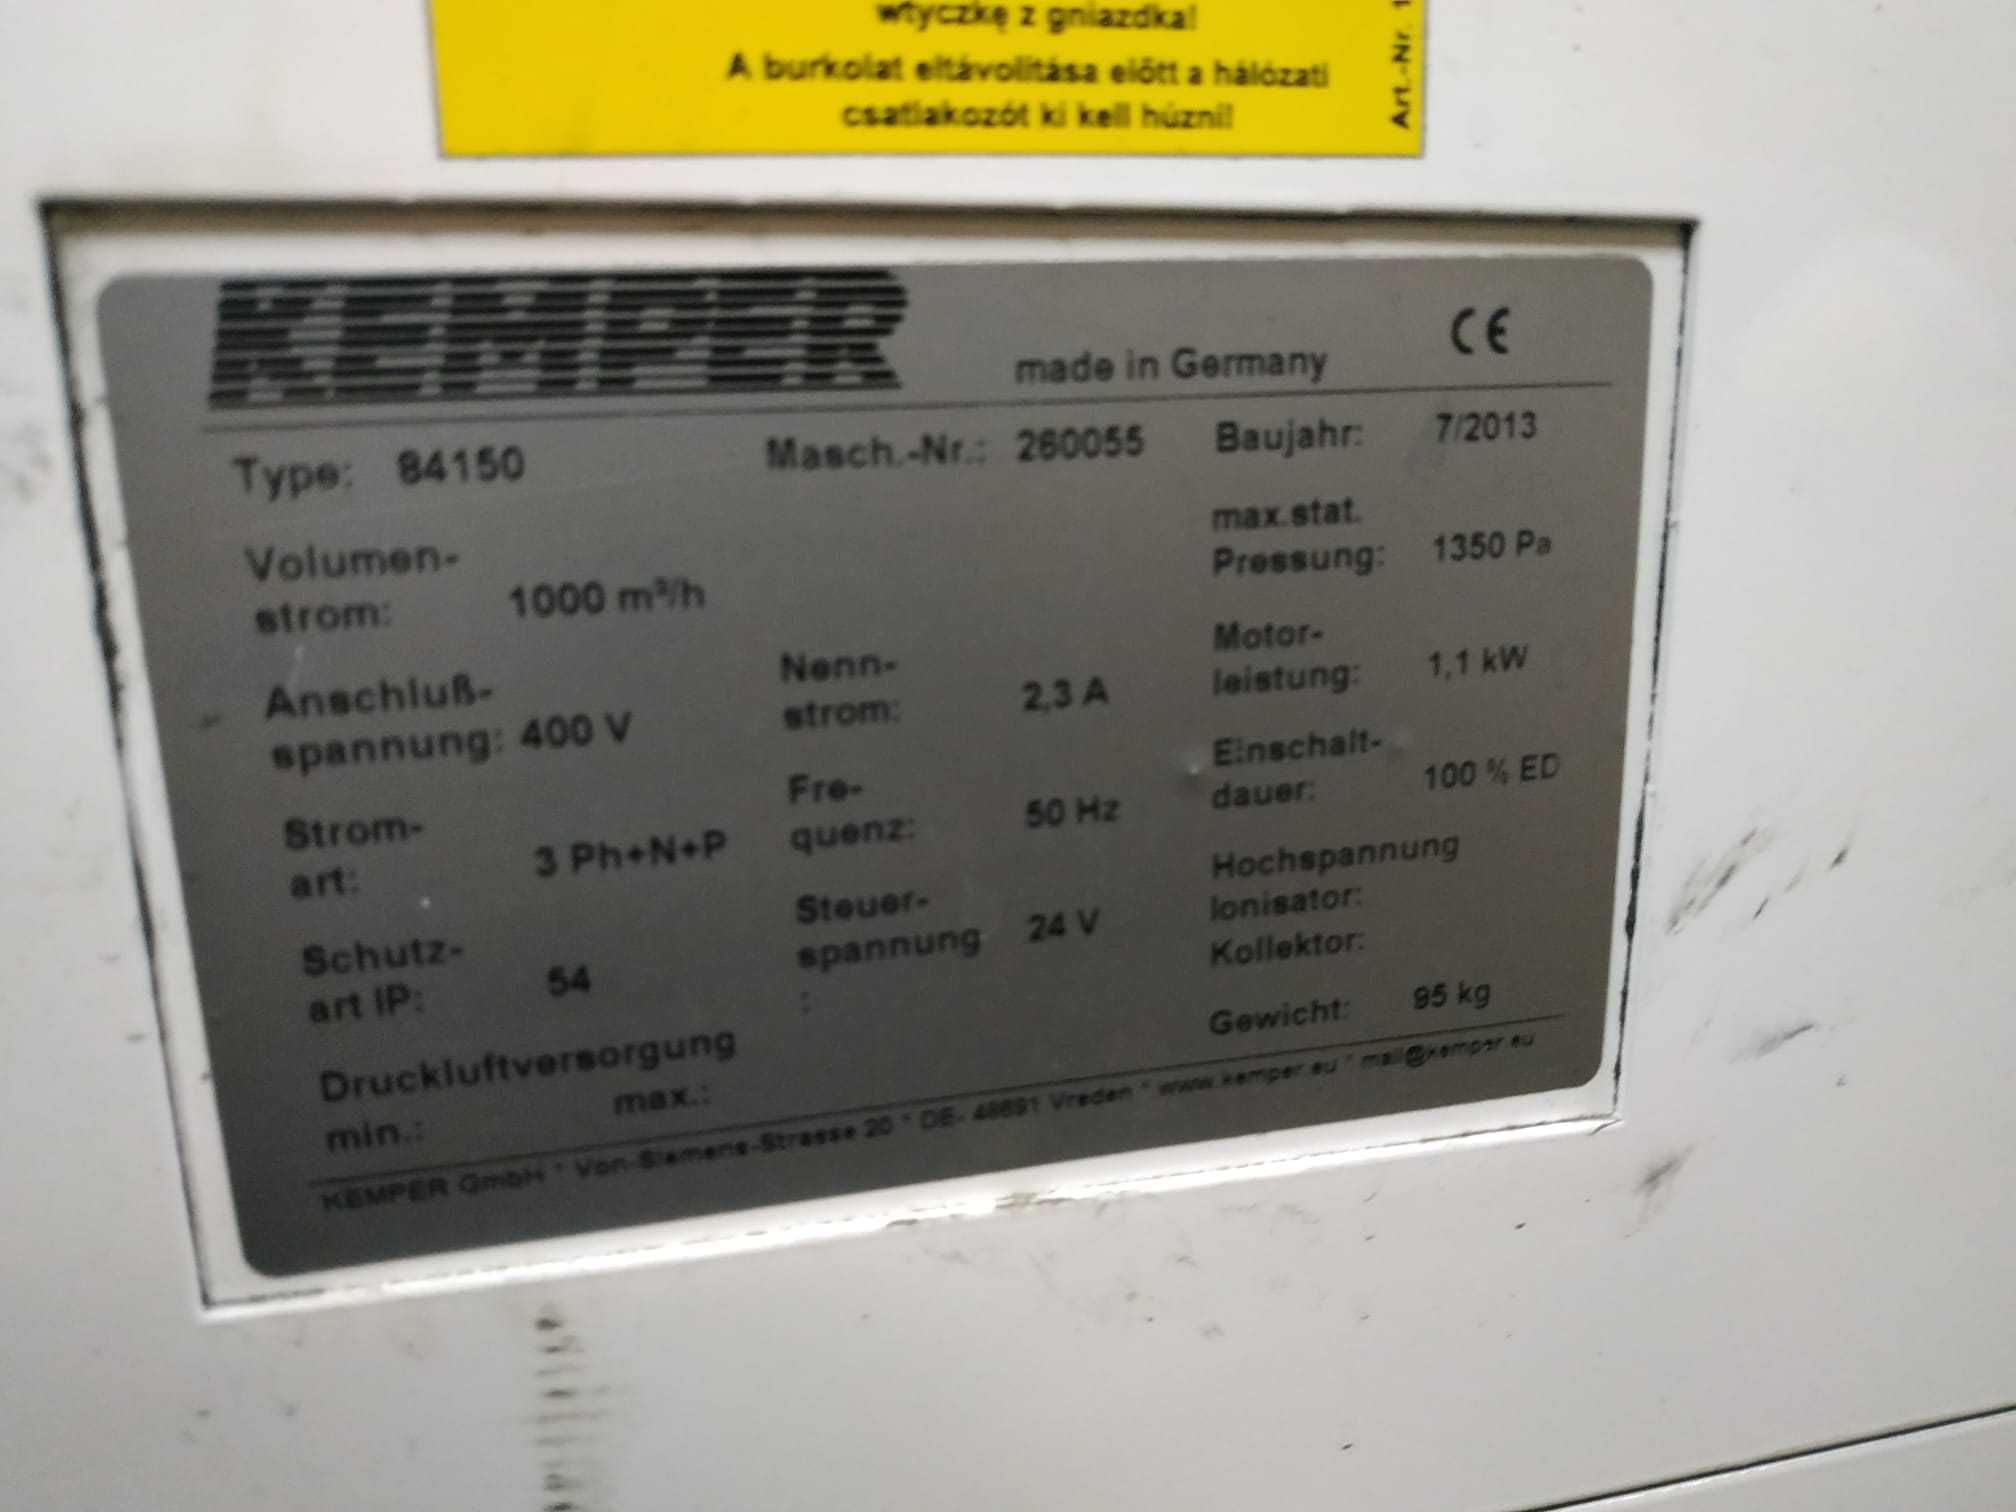 wtyczkę z gniazdka!
A burkolat eltávolítása előtt a hálózati
csatlakozót ki kell húzni!
Art.-Nr. 1
KEMPER
made in Germany
CE
Type: 84150
Masch.-Nr.: 260055
Baujahr: 7/2013
Volumen-
strom: 1000 m³/h
max.stat.
Pressung: 1350 Pa
Anschluß-
spannung: 400 V
Nenn-
strom: 2,3 A
Motor-
leistung: 1,1 kW
Strom-
art: 3 Ph+N+P
Fre-
quenz: 50 Hz
Einschalt-
dauer: 100 % ED
Schutz-
art IP: 54
Steuer-
spannung 24 V
:
Hochspannung
Ionisator:
Kollektor:
Druckluftversorgung
min.: max.:
Gewicht: 95 kg
KEMPER GmbH * Von-Siemens-Strasse 20 * DE- 48691 Vreden * www.kemper.eu * mail@kemper.eu